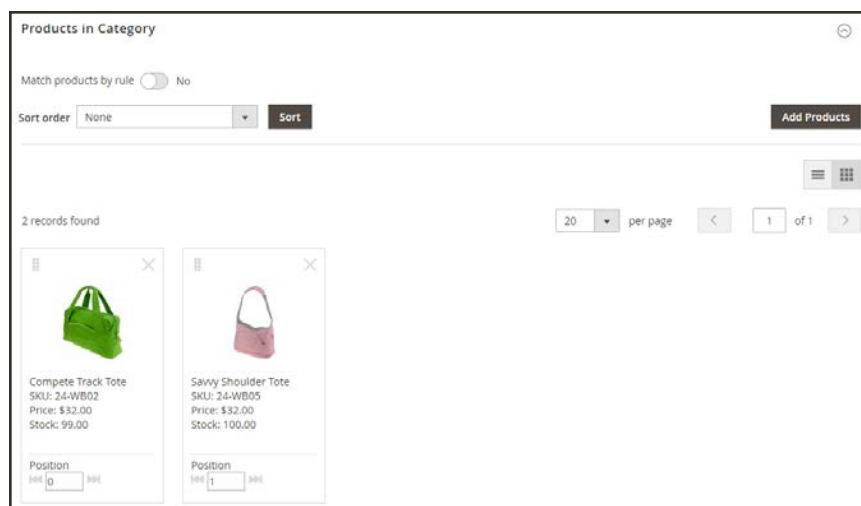 Products in Category
Match products by rule No
Sort order None Sort Add Products
2 records found 20 per page 1 of 1
Compete Track Tote
SKU: 24-WB02
Price: $32.00
Stock: 99.00
Position
0
Savvy Shoulder Tote
SKU: 24-WB05
Price: $32.00
Stock: 100.00
Position
1